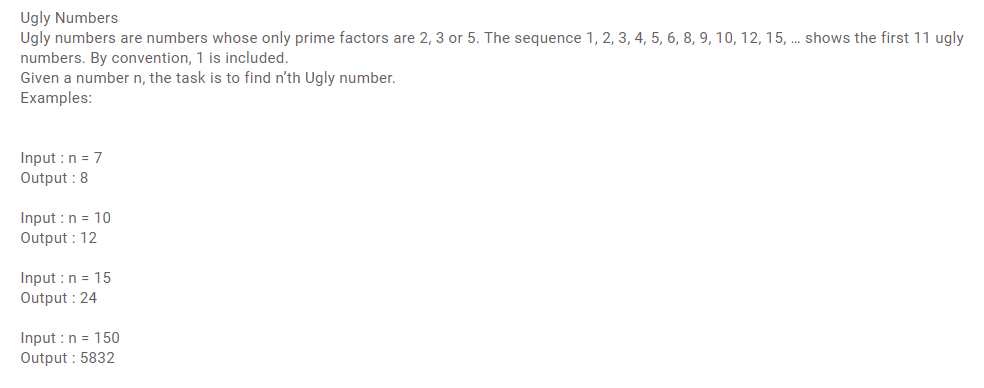 Ugly Numbers
Ugly numbers are numbers whose only prime factors are 2, 3 or 5. The sequence 1, 2, 3, 4, 5, 6, 8, 9, 10, 12, 15, … shows the first 11 ugly
numbers. By convention, 1 is included.
Given a number n, the task is to find n’th Ugly number.
Examples:
Input : n = 7
Output : 8
Input : n = 10
Output : 12
Input : n = 15
Output : 24
Input : n = 150
Output : 5832